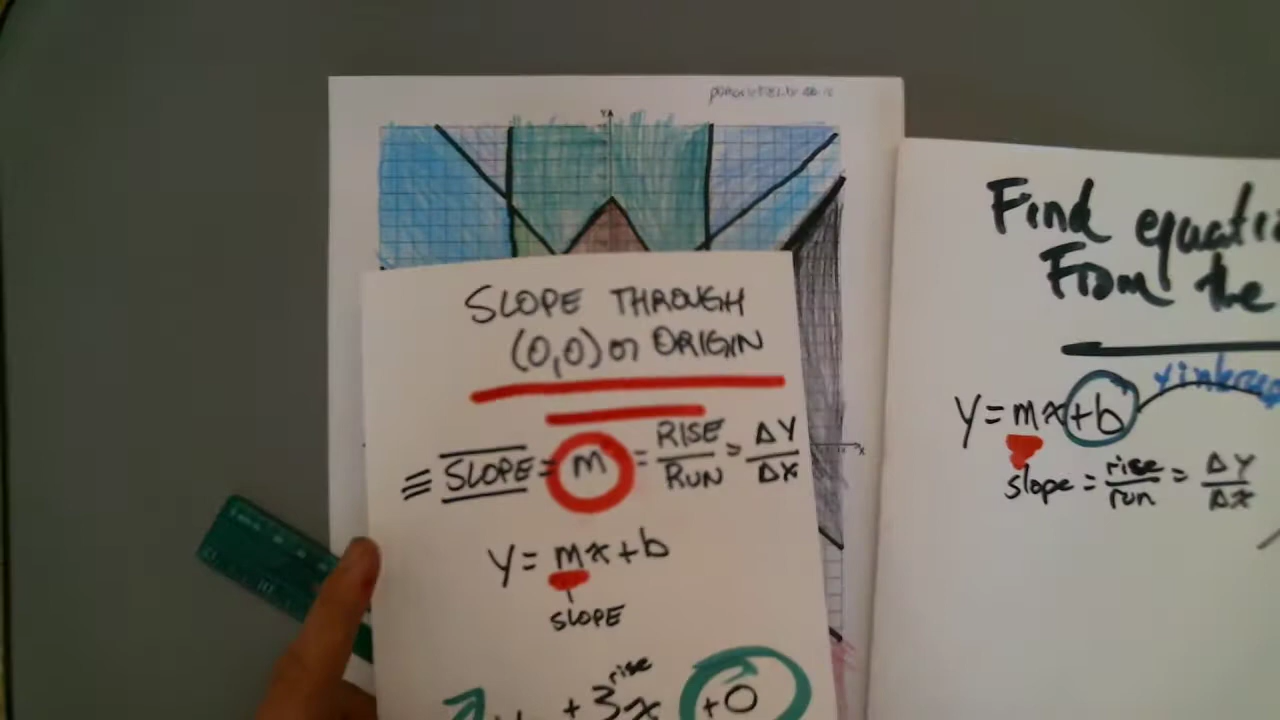 Y
X
SLOPE THROUGH
(0,0) or ORIGIN
SLOPE = m = RISE/RUN = ΔY/ΔX
Y = mx + b
SLOPE
rise
+ 3x +0
Find equati
From the
Y = mx + b
slope = rise/run = ΔY/Δx